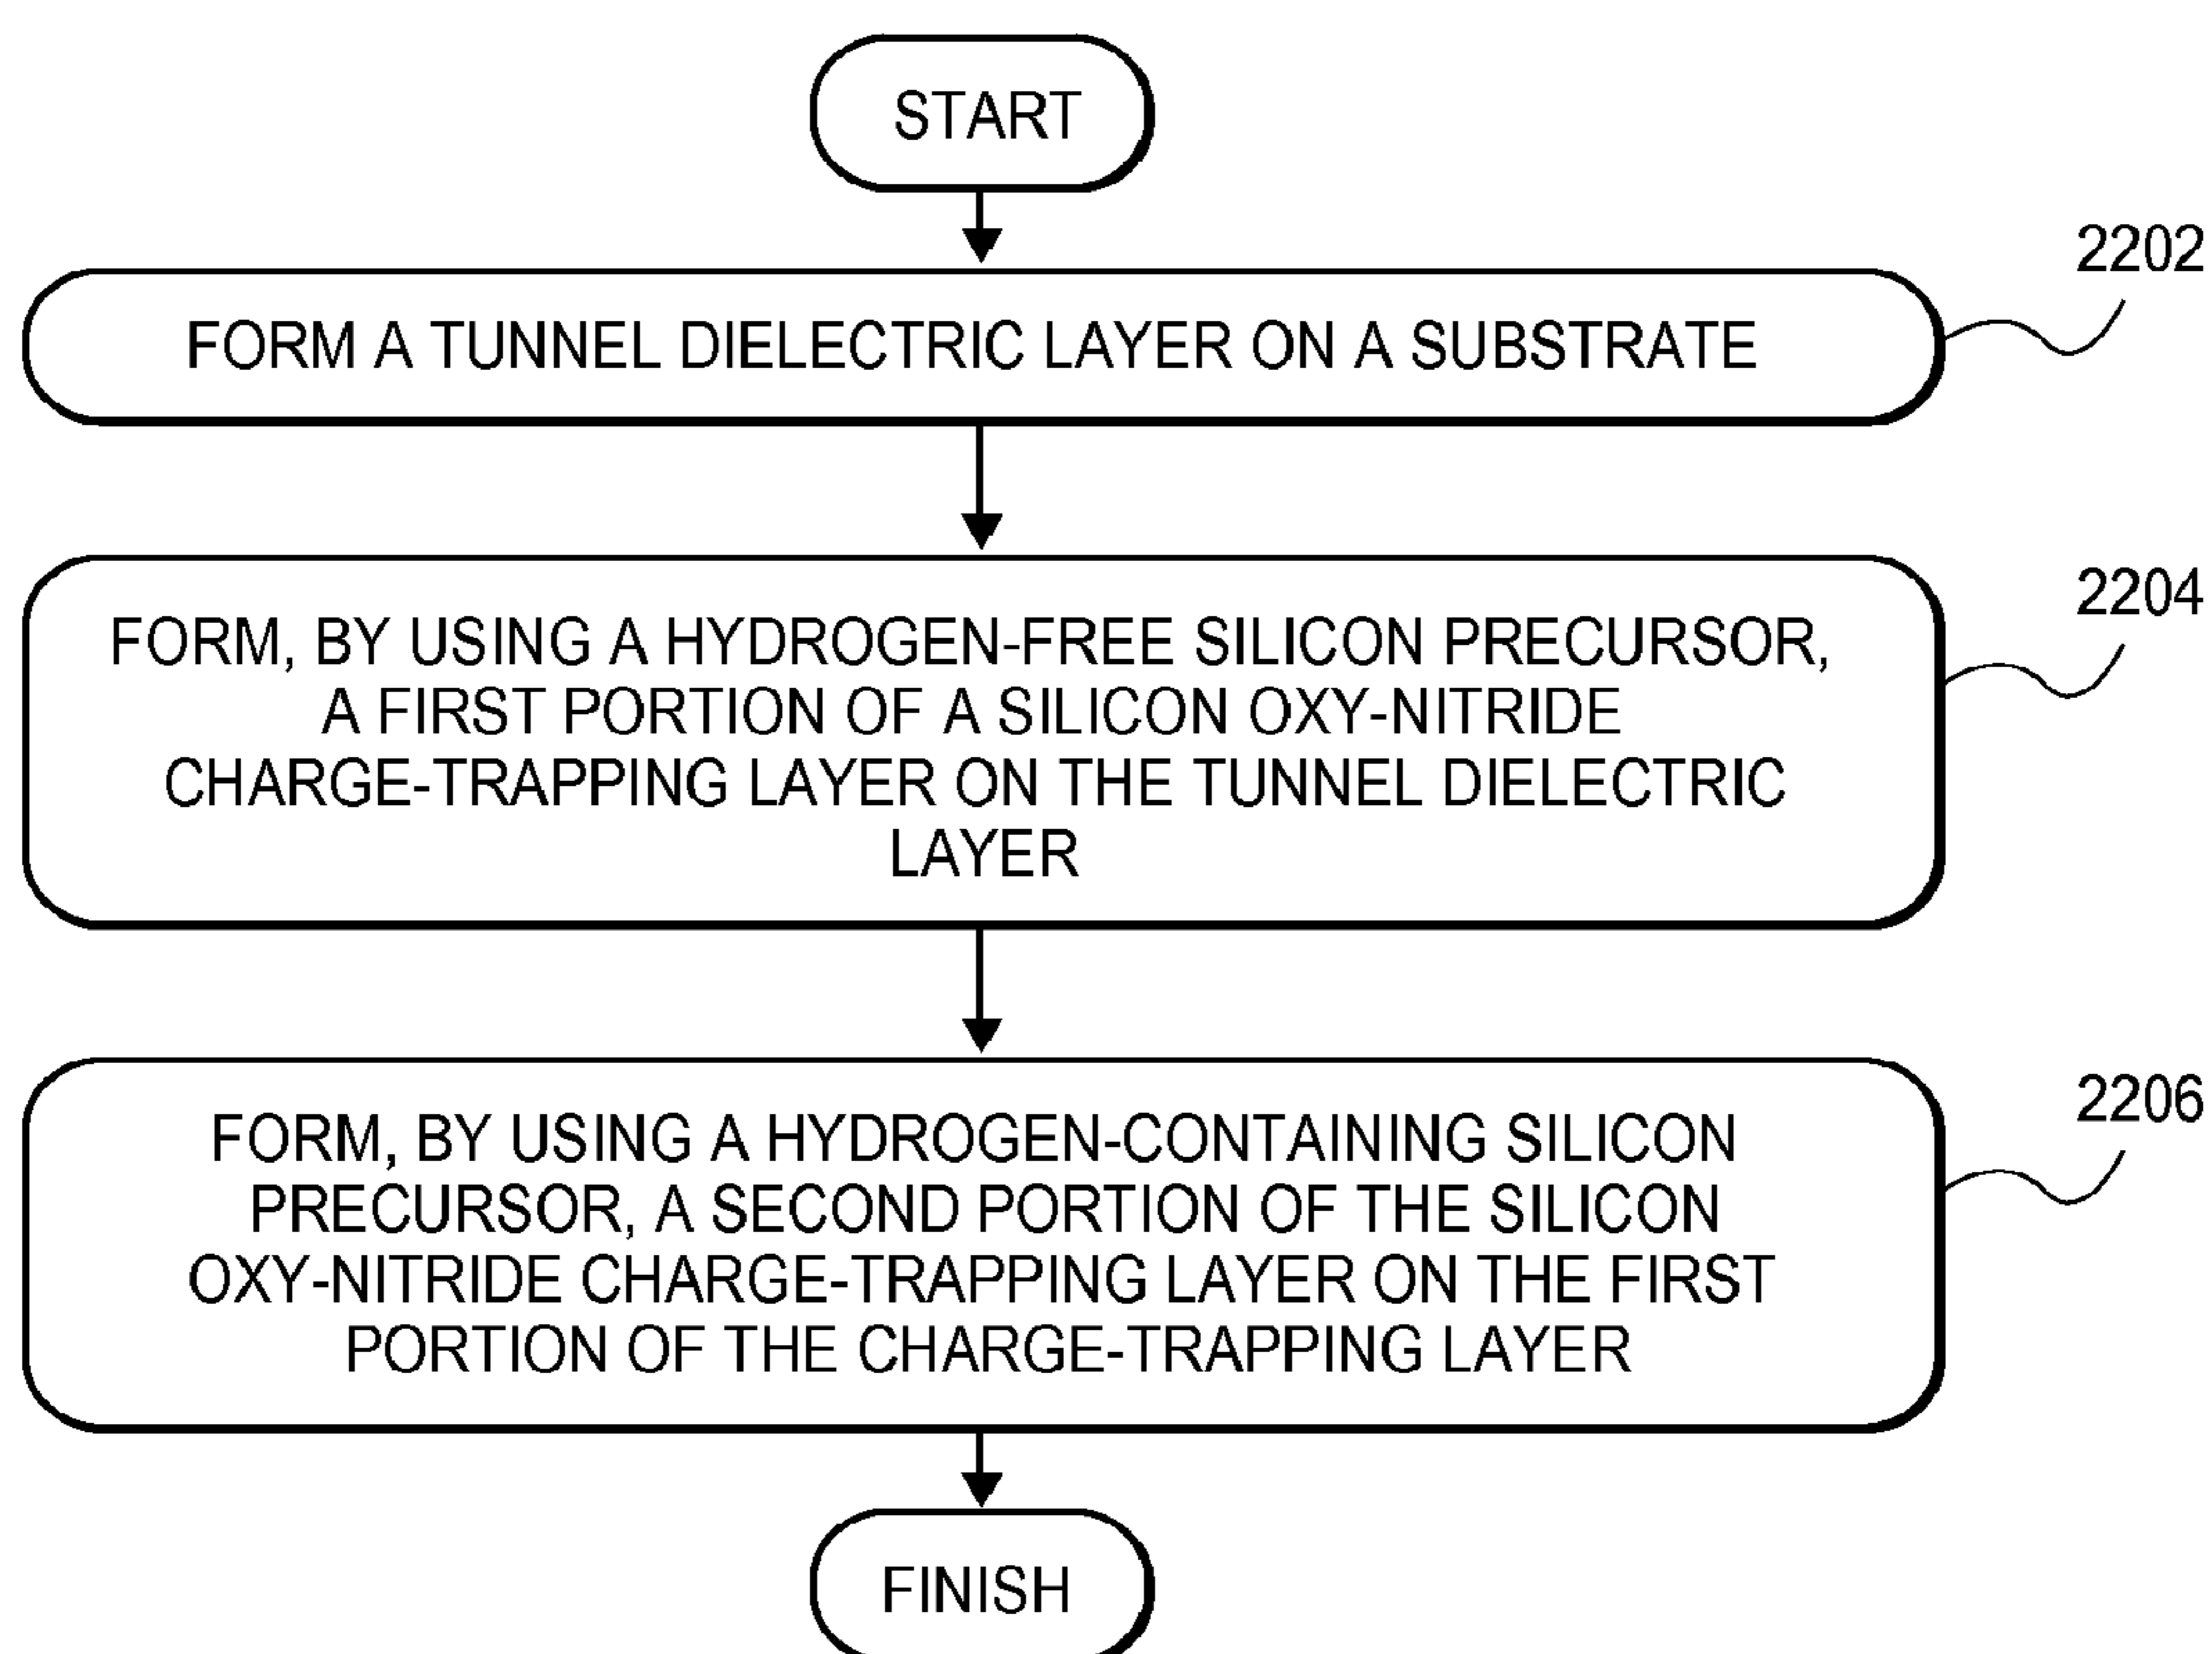 START
2202
FORM A TUNNEL DIELECTRIC LAYER ON A SUBSTRATE
2204
FORM, BY USING A HYDROGEN-FREE SILICON PRECURSOR,
A FIRST PORTION OF A SILICON OXY-NITRIDE
CHARGE-TRAPPING LAYER ON THE TUNNEL DIELECTRIC
LAYER
2206
FORM, BY USING A HYDROGEN-CONTAINING SILICON
PRECURSOR, A SECOND PORTION OF THE SILICON
OXY-NITRIDE CHARGE-TRAPPING LAYER ON THE FIRST
PORTION OF THE CHARGE-TRAPPING LAYER
FINISH